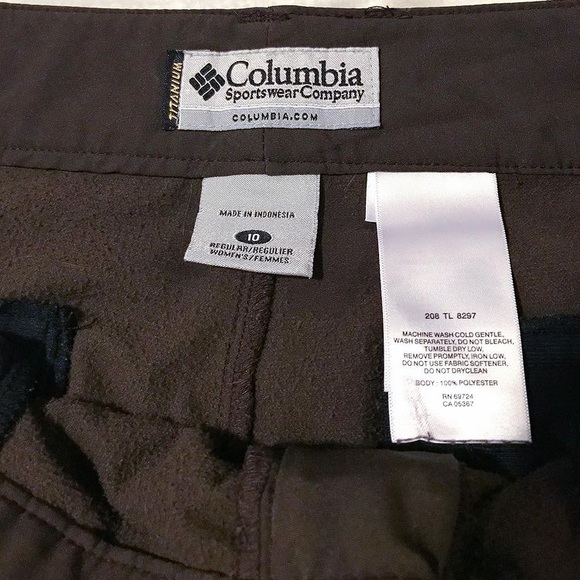 TITANIUM
Columbia
Sportswear Company
COLUMBIA.COM
MADE IN INDONESIA
10
REGULAR/REGULIER
WOMEN'S/FEMMES
208 TL 8297
MACHINE WASH COLD GENTLE,
WASH SEPARATELY, DO NOT BLEACH,
TUMBLE DRY LOW,
REMOVE PROMPTLY, IRON LOW,
DO NOT USE FABRIC SOFTENER,
DO NOT DRYCLEAN
BODY: 100% POLYESTER
RN 69724
CA 05367